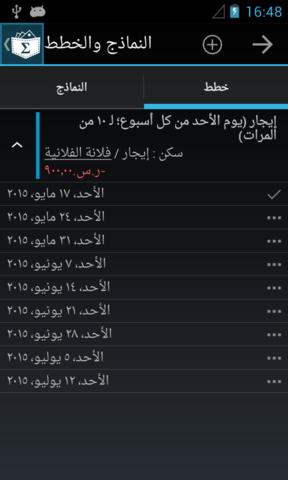 16:48
النماذج والخطط
خطط
النماذج
إيجار (يوم الأحد من كل أسبوع؛ لـ ١٠ من
المرات)
سكن : إيجار / فلانة الفلانية
-ر.س.٩٠٠,٠٠
الأحد، ١٧ مايو، ٢٠١٥
الأحد، ٢٤ مايو، ٢٠١٥
الأحد، ٣١ مايو، ٢٠١٥
الأحد، ٧ يونيو، ٢٠١٥
الأحد، ١٤ يونيو، ٢٠١٥
الأحد، ٢١ يونيو، ٢٠١٥
الأحد، ٢٨ يونيو، ٢٠١٥
الأحد، ٥ يوليو، ٢٠١٥
الأحد، ١٢ يوليو، ٢٠١٥